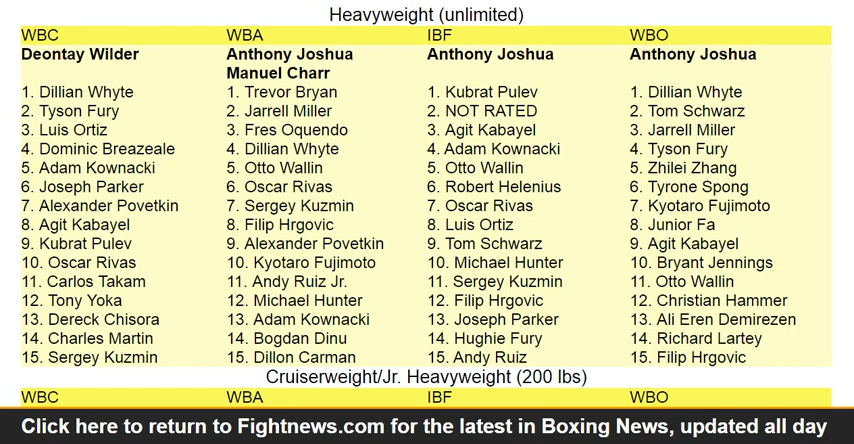 Heavyweight (unlimited)
WBC WBA IBF WBO
Deontay Wilder Anthony Joshua Anthony Joshua Anthony Joshua
Manuel Charr
1. Dillian Whyte 1. Trevor Bryan 1. Kubrat Pulev 1. Dillian Whyte
2. Tyson Fury 2. Jarrell Miller 2. NOT RATED 2. Tom Schwarz
3. Luis Ortiz 3. Fres Oquendo 3. Agit Kabayel 3. Jarrell Miller
4. Dominic Breazeale 4. Dillian Whyte 4. Adam Kownacki 4. Tyson Fury
5. Adam Kownacki 5. Otto Wallin 5. Otto Wallin 5. Zhilei Zhang
6. Joseph Parker 6. Oscar Rivas 6. Robert Helenius 6. Tyrone Spong
7. Alexander Povetkin 7. Sergey Kuzmin 7. Oscar Rivas 7. Kyotaro Fujimoto
8. Agit Kabayel 8. Filip Hrgovic 8. Luis Ortiz 8. Junior Fa
9. Kubrat Pulev 9. Alexander Povetkin 9. Tom Schwarz 9. Agit Kabayel
10. Oscar Rivas 10. Kyotaro Fujimoto 10. Michael Hunter 10. Bryant Jennings
11. Carlos Takam 11. Andy Ruiz Jr. 11. Sergey Kuzmin 11. Otto Wallin
12. Tony Yoka 12. Michael Hunter 12. Filip Hrgovic 12. Christian Hammer
13. Dereck Chisora 13. Adam Kownacki 13. Joseph Parker 13. Ali Eren Demirezen
14. Charles Martin 14. Bogdan Dinu 14. Hughie Fury 14. Richard Lartey
15. Sergey Kuzmin 15. Dillon Carman 15. Andy Ruiz 15. Filip Hrgovic
Cruiserweight/Jr. Heavyweight (200 lbs)
WBC WBA IBF WBO
Click here to return to Fightnews.com for the latest in Boxing News, updated all day